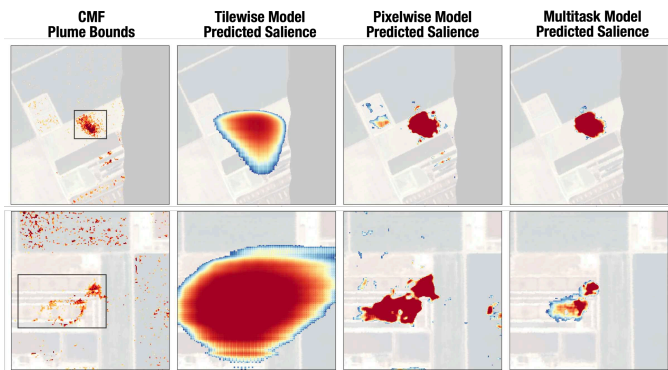 CMF
Plume Bounds
Tilewise Model
Predicted Salience
Pixelwise Model
Predicted Salience
Multitask Model
Predicted Salience